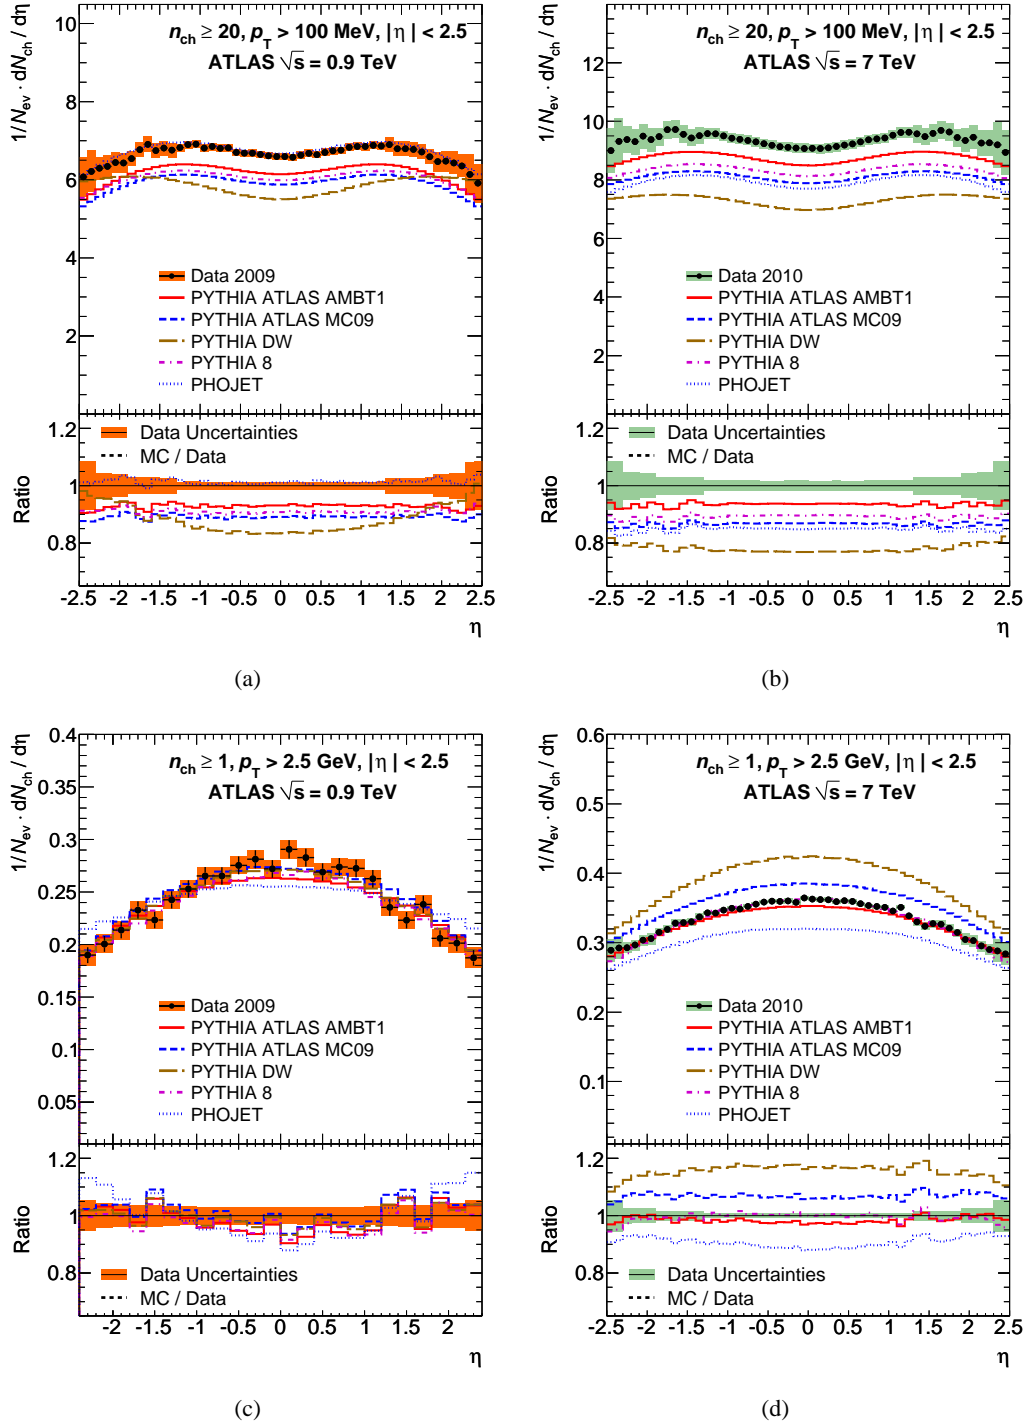 1/N_ev · dN_ch / dη
10
8
6
4
2
n_ch ≥ 20, p_T > 100 MeV, |η| < 2.5
ATLAS √s = 0.9 TeV
Data 2009
PYTHIA ATLAS AMBT1
PYTHIA ATLAS MC09
PYTHIA DW
PYTHIA 8
PHOJET
Ratio
1.2
1
0.8
Data Uncertainties
MC / Data
-2.5 -2 -1.5 -1 -0.5 0 0.5 1 1.5 2 2.5
η
(a)
1/N_ev · dN_ch / dη
12
10
8
6
4
2
n_ch ≥ 20, p_T > 100 MeV, |η| < 2.5
ATLAS √s = 7 TeV
Data 2010
PYTHIA ATLAS AMBT1
PYTHIA ATLAS MC09
PYTHIA DW
PYTHIA 8
PHOJET
Ratio
1.2
1
0.8
Data Uncertainties
MC / Data
-2.5 -2 -1.5 -1 -0.5 0 0.5 1 1.5 2 2.5
η
(b)
1/N_ev · dN_ch / dη
0.4
0.35
0.3
0.25
0.2
0.15
0.1
0.05
n_ch ≥ 1, p_T > 2.5 GeV, |η| < 2.5
ATLAS √s = 0.9 TeV
Data 2009
PYTHIA ATLAS AMBT1
PYTHIA ATLAS MC09
PYTHIA DW
PYTHIA 8
PHOJET
Ratio
1.2
1
0.8
Data Uncertainties
MC / Data
-2 -1.5 -1 -0.5 0 0.5 1 1.5 2
η
(c)
1/N_ev · dN_ch / dη
0.6
0.5
0.4
0.3
0.2
0.1
n_ch ≥ 1, p_T > 2.5 GeV, |η| < 2.5
ATLAS √s = 7 TeV
Data 2010
PYTHIA ATLAS AMBT1
PYTHIA ATLAS MC09
PYTHIA DW
PYTHIA 8
PHOJET
Ratio
1.2
1
0.8
Data Uncertainties
MC / Data
-2.5 -2 -1.5 -1 -0.5 0 0.5 1 1.5 2 2.5
η
(d)